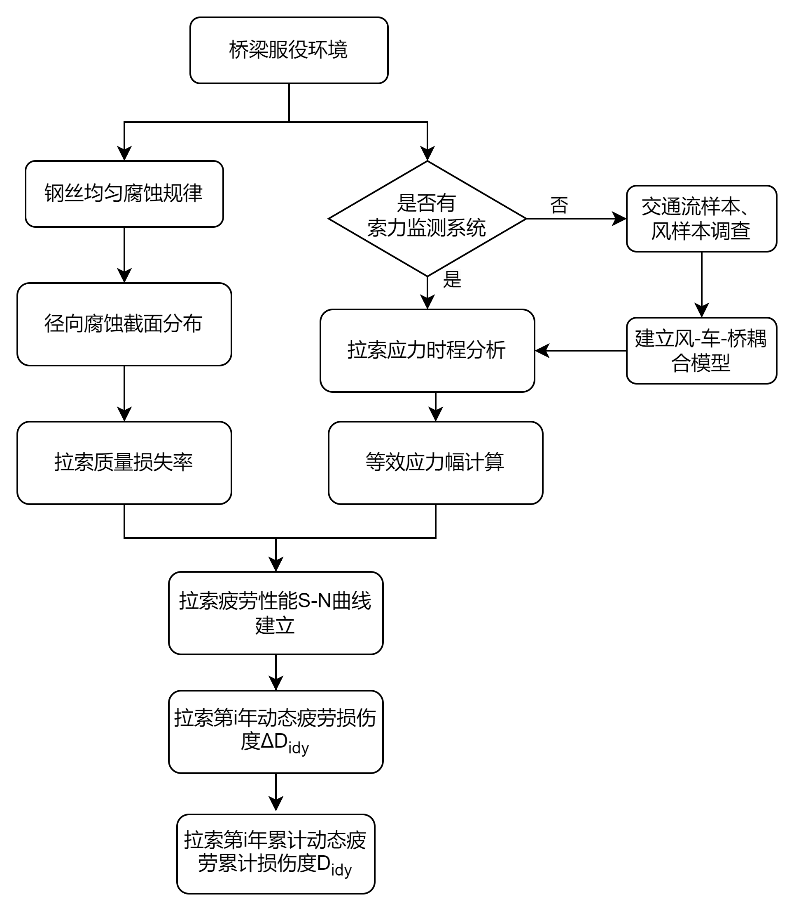 桥梁服役环境
钢丝均匀腐蚀规律
是否有
索力监测系统
否
交通流样本、
风样本调查
是
径向腐蚀截面分布
拉索应力时程分析
建立风-车-桥耦
合模型
拉索质量损失率
等效应力幅计算
拉索疲劳性能S-N曲线
建立
拉索第i年动态疲劳损伤
度ΔDidy
拉索第i年累计动态疲
劳累计损伤度Didy